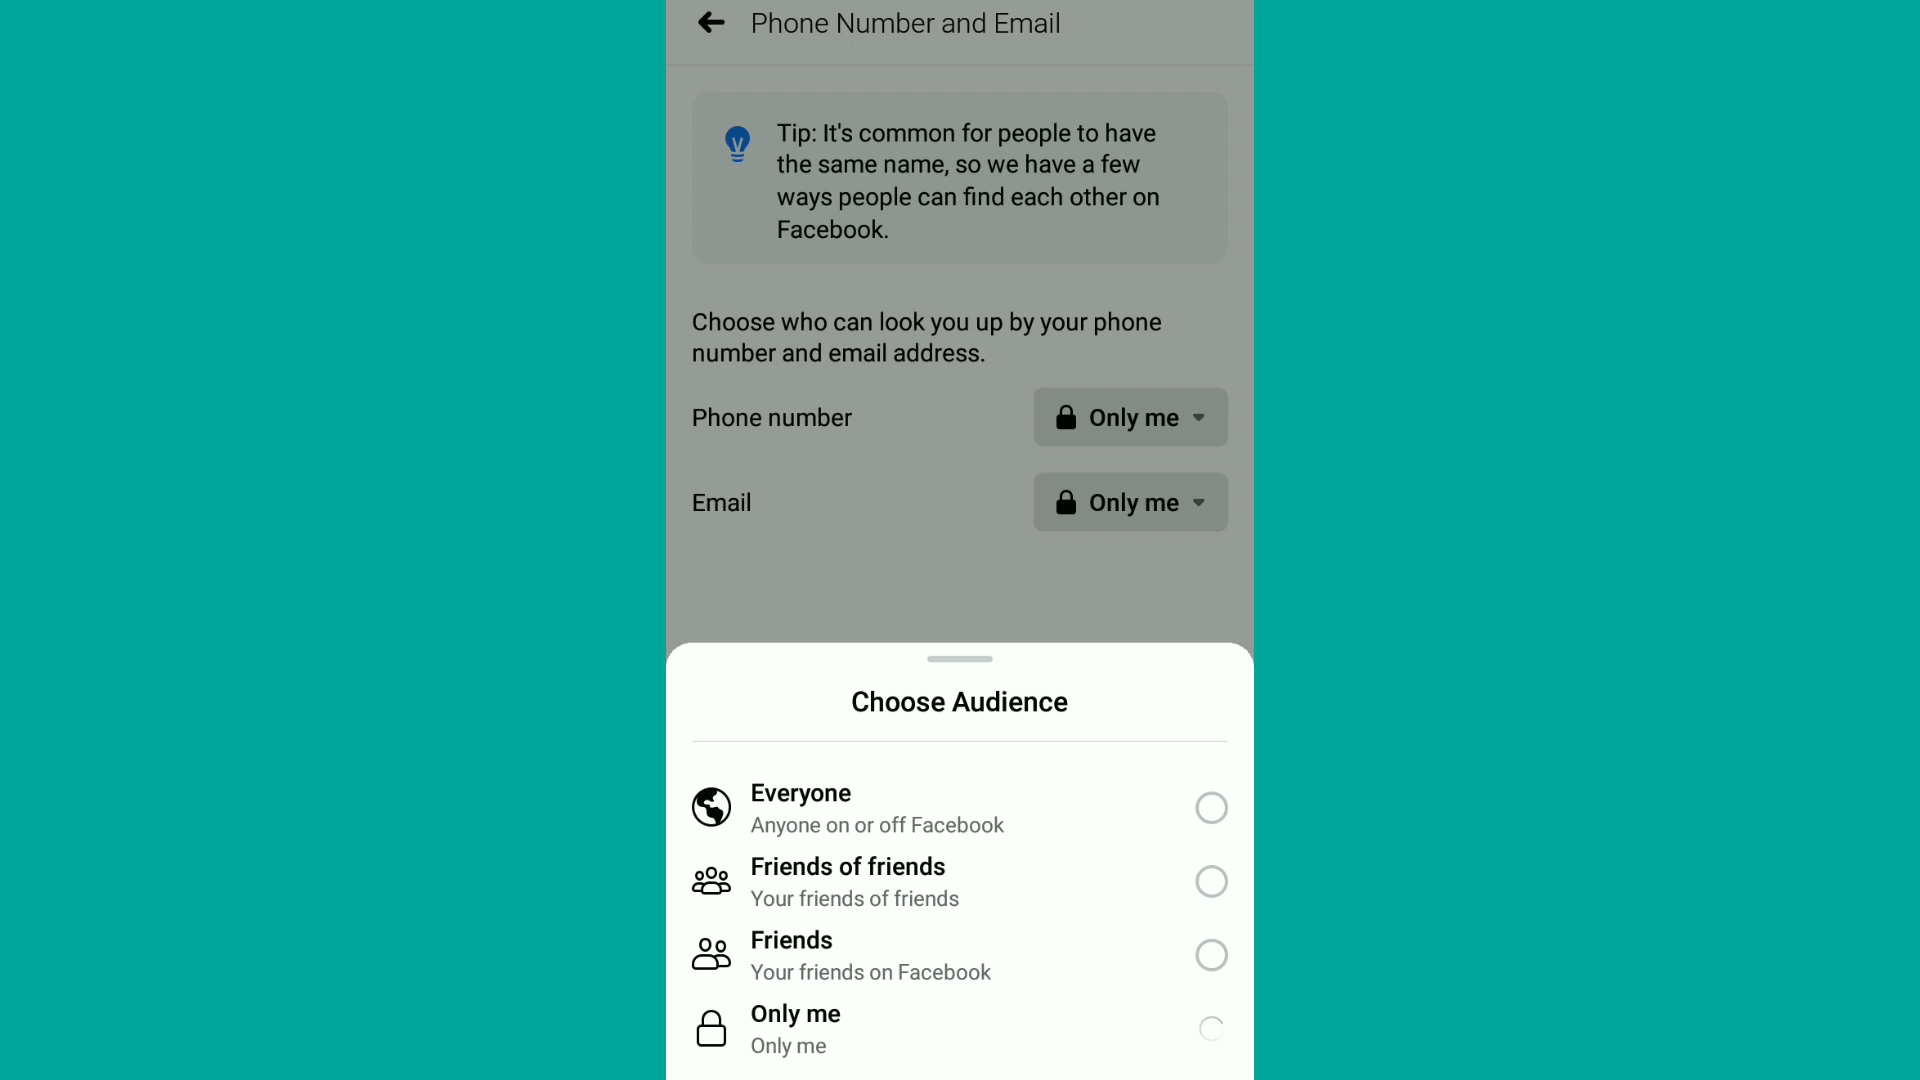 Phone Number and Email
Tip: It's common for people to have
the same name, so we have a few
ways people can find each other on
Facebook.
Choose who can look you up by your phone
number and email address.
Phone number
Only me
Email
Only me
Choose Audience
Everyone
Anyone on or off Facebook
Friends of friends
Your friends of friends
Friends
Your friends on Facebook
Only me
Only me